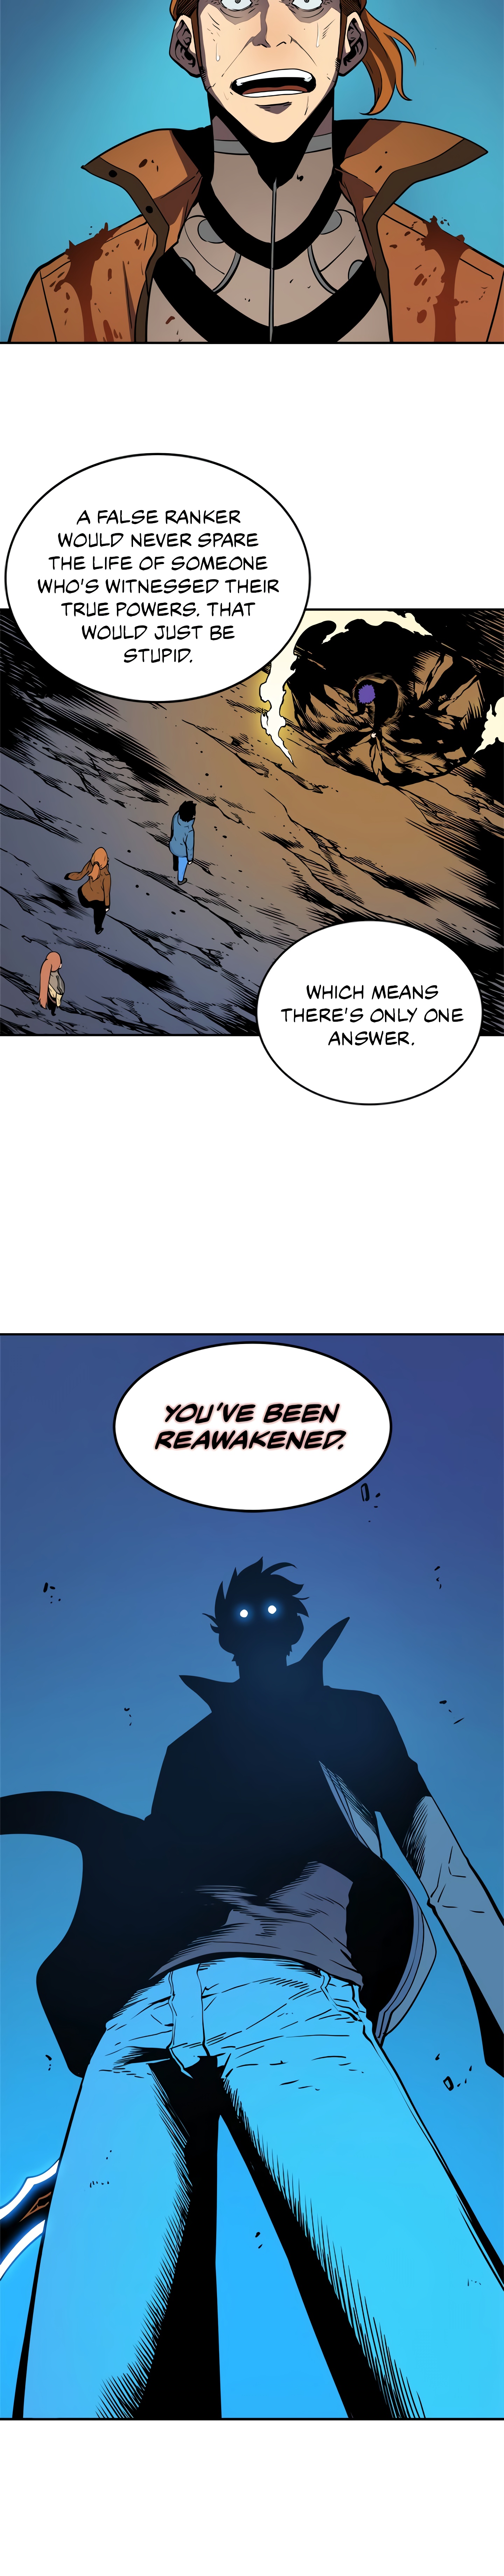 A FALSE RANKER
WOULD NEVER SPARE
THE LIFE OF SOMEONE
WHO'S WITNESSED THEIR
TRUE POWERS. THAT
WOULD JUST BE
STUPID.
WHICH MEANS
THERE'S ONLY ONE
ANSWER.
YOU'VE BEEN
REAWAKENED.